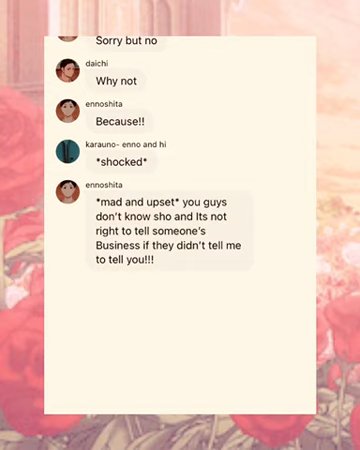 Sorry but no
daichi
Why not
ennoshita
Because!!
karauno- enno and hi
*shocked*
ennoshita
*mad and upset* you guys
don't know sho and Its not
right to tell someone's
Business if they didn't tell me
to tell you!!!